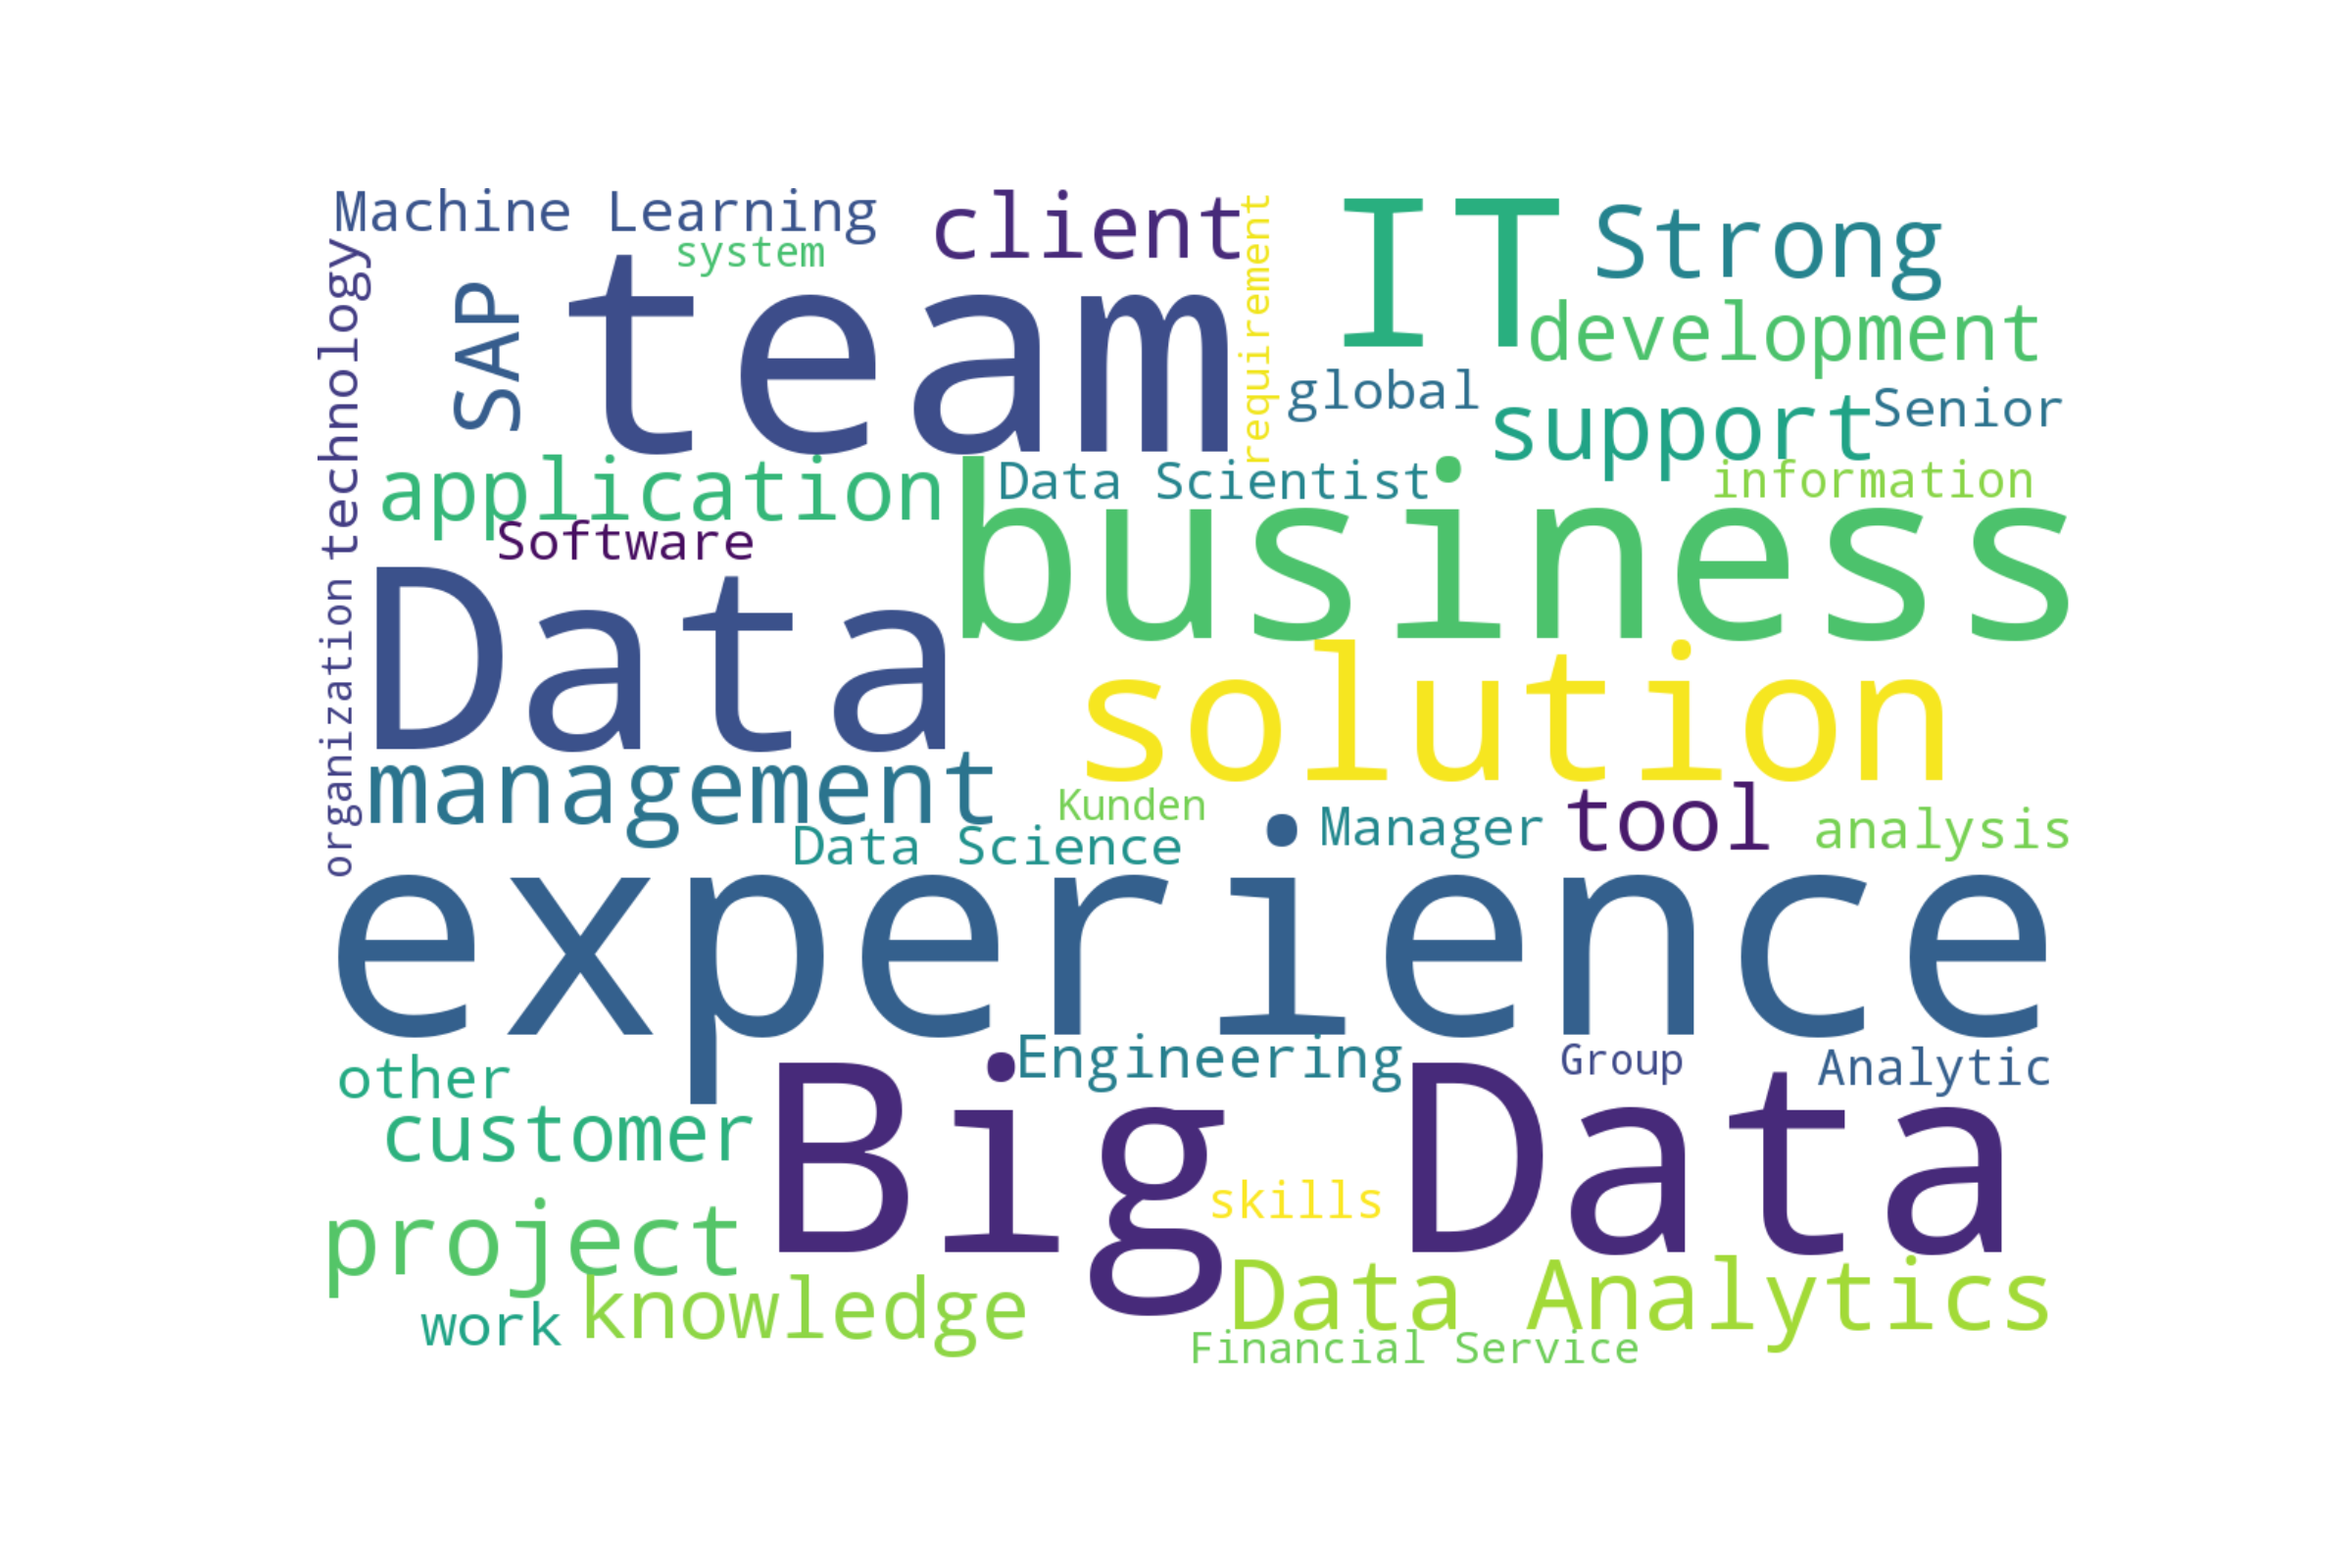 Machine Learning
client
requirement
IT
Strong
system
technology
SAP
team
development
global
support
Senior
application
Data Scientist
information
Software
business
Data
organization
solution
management
Kunden
Manager
tool
analysis
Data Science
experience
other
Engineering
Group
Analytic
customer
Big Data
skills
project
knowledge
Data Analytics
work
Financial Service